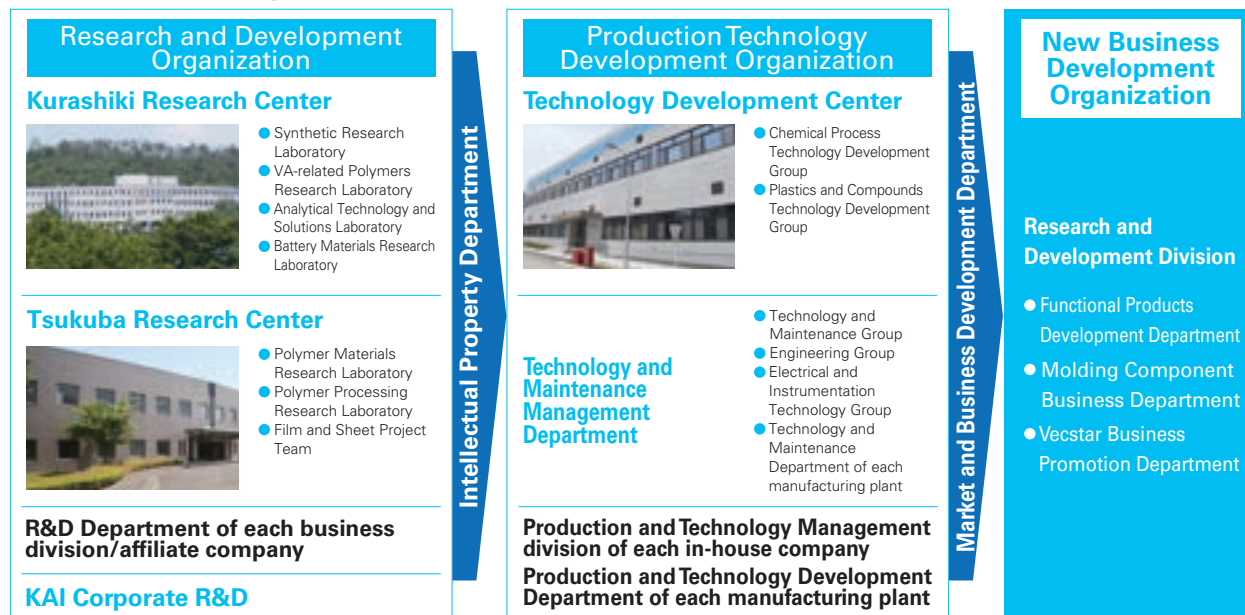 Research and Development
Organization
Kurashiki Research Center
Synthetic Research
Laboratory
VA-related Polymers
Research Laboratory
Analytical Technology and
Solutions Laboratory
Battery Materials Research
Laboratory
Tsukuba Research Center
Polymer Materials
Research Laboratory
Polymer Processing
Research Laboratory
Film and Sheet Project
Team
R&D Department of each business
division/affiliate company
KAI Corporate R&D
Intellectual Property Department
Production Technology
Development Organization
Technology Development Center
Chemical Process
Technology Development
Group
Plastics and Compounds
Technology Development
Group
Technology and
Maintenance
Management
Department
Technology and
Maintenance Group
Engineering Group
Electrical and
Instrumentation
Technology Group
Technology and
Maintenance
Department of each
manufacturing plant
Production and Technology Management
division of each in-house company
Production and Technology Development
Department of each manufacturing plant
Market and Business Development Department
New Business
Development
Organization
Research and
Development Division
Functional Products
Development Department
Molding Component
Business Department
Vecstar Business
Promotion Department